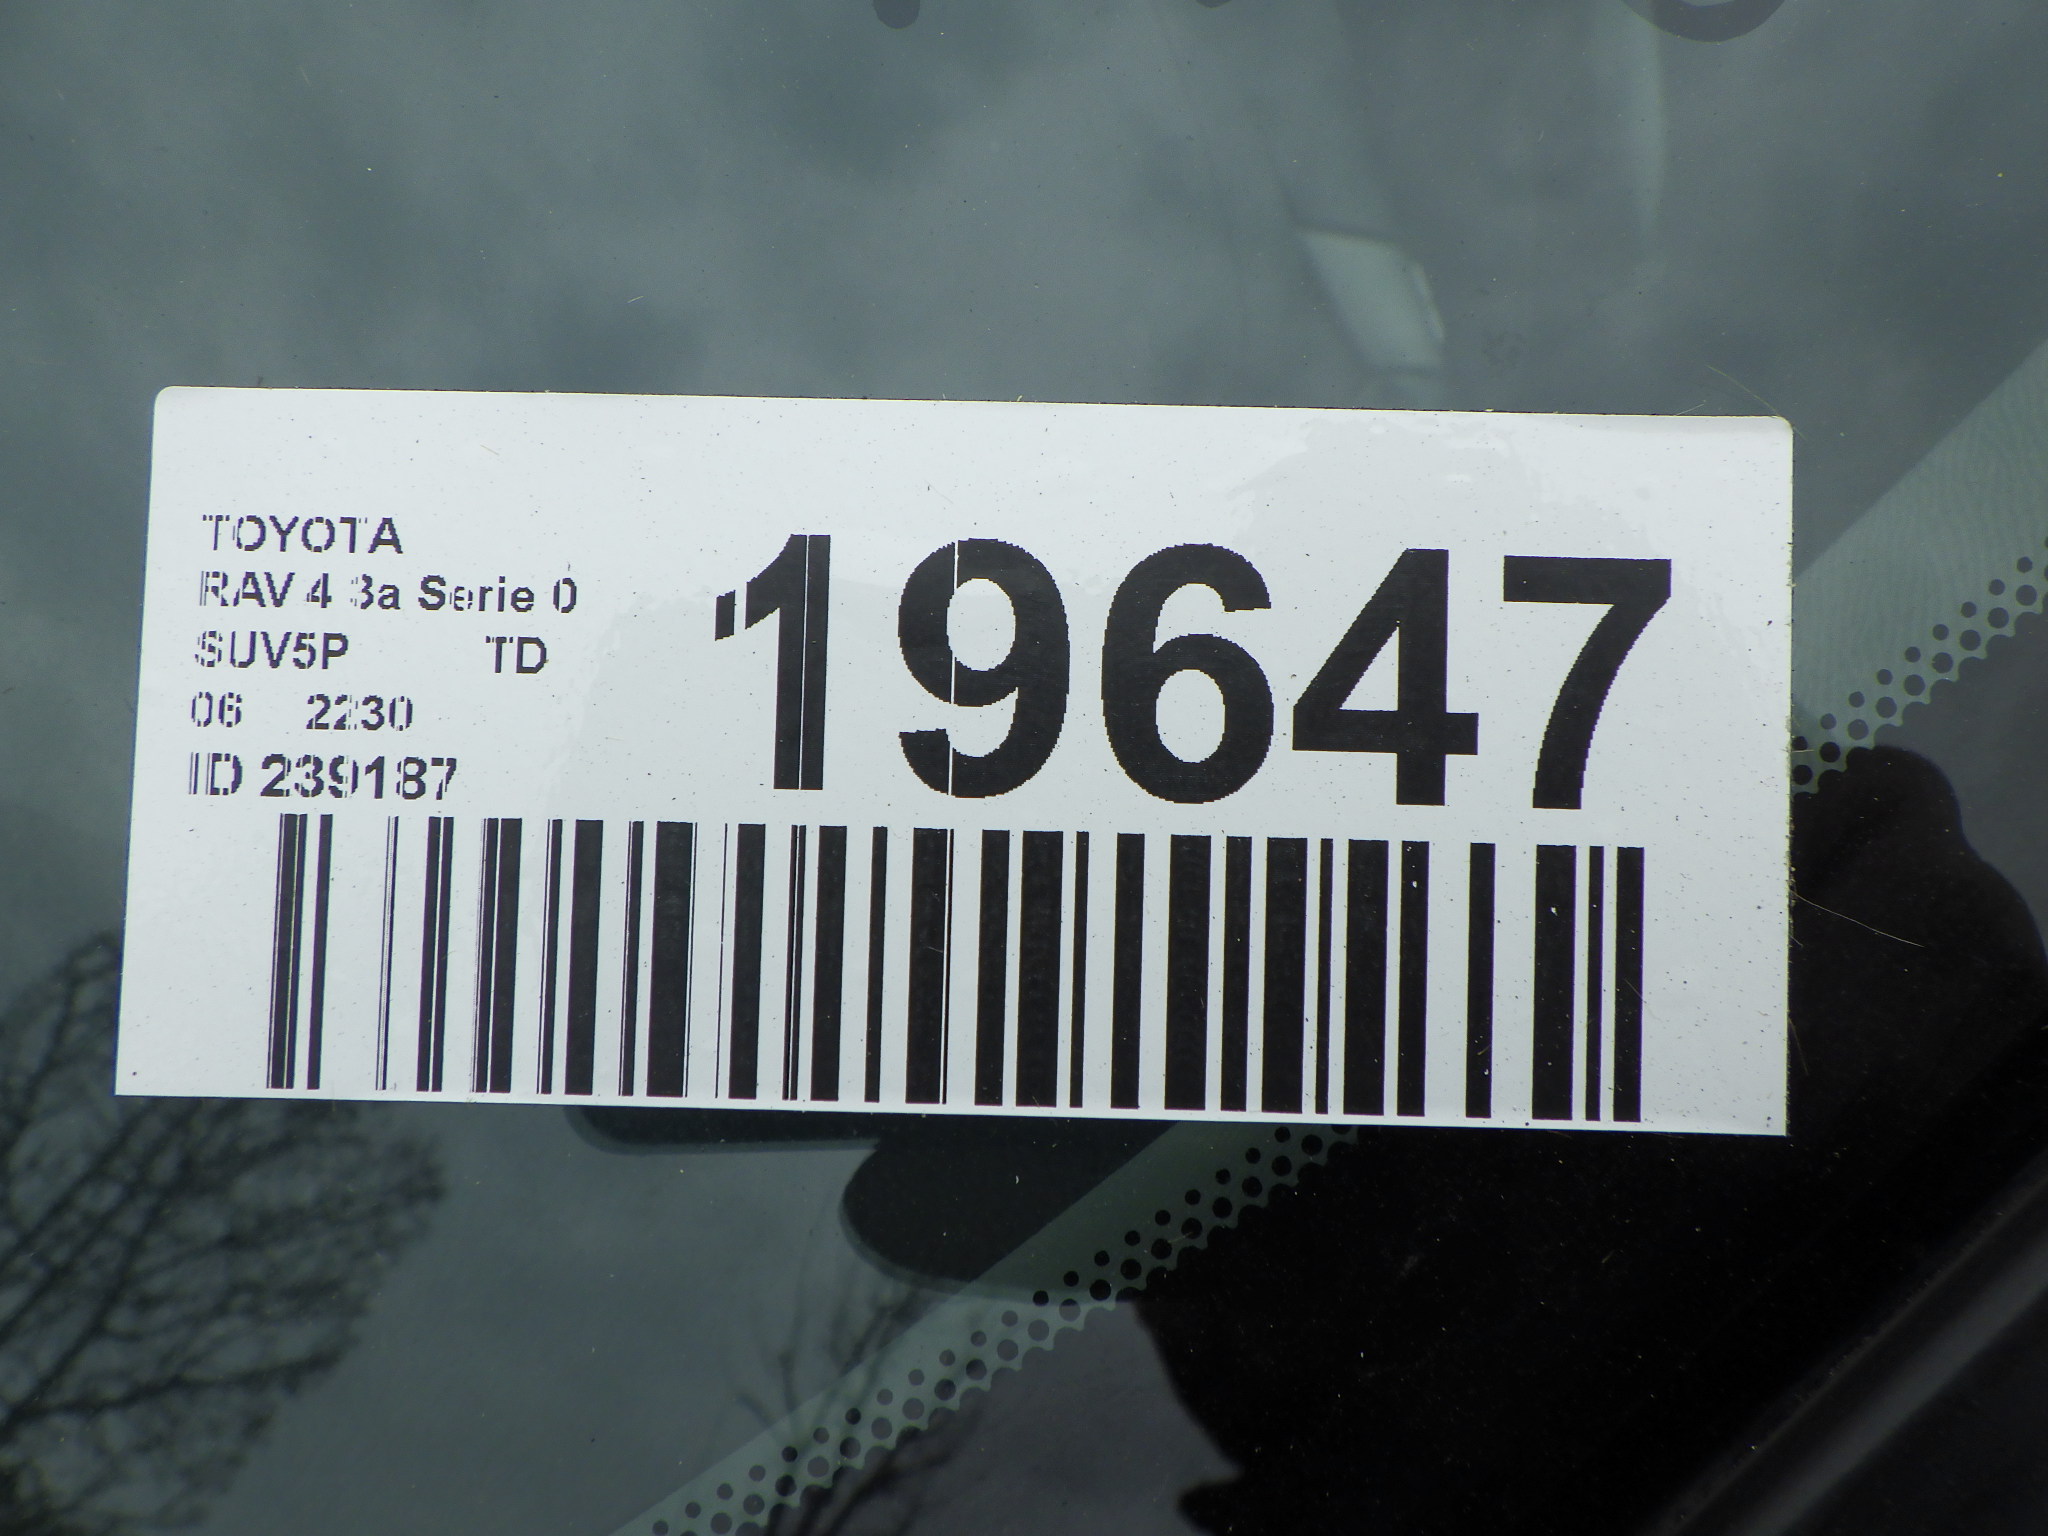 TOYOTA
RAV 4 3a Serie 0
SUV5P TD
06 2230
ID 239187
19647